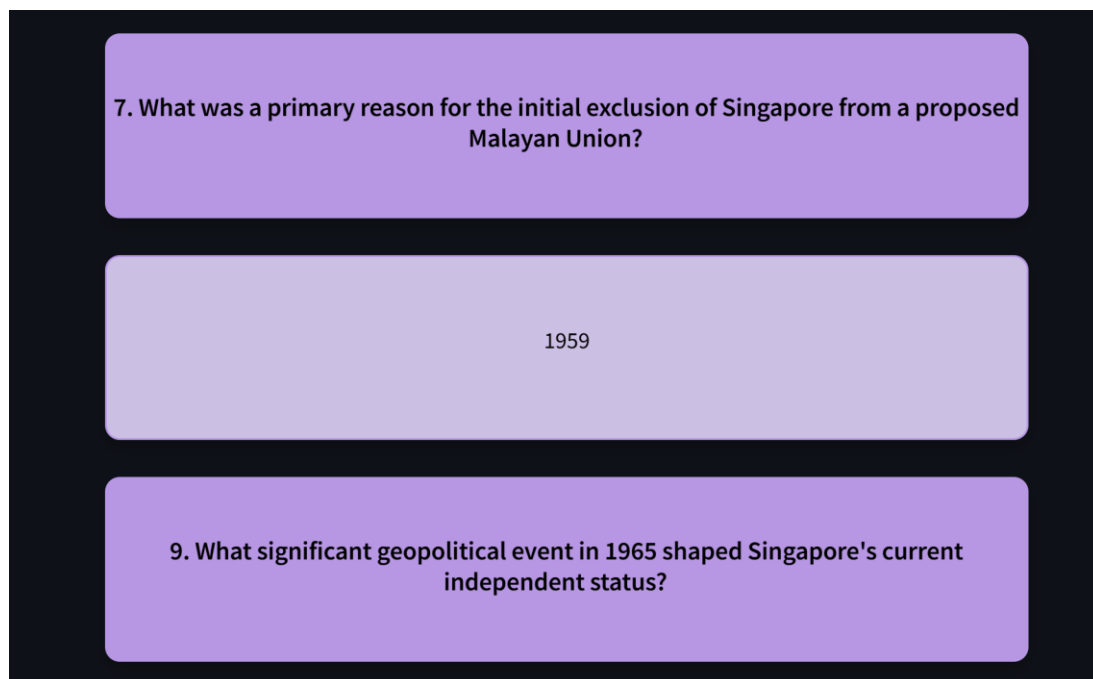 7. What was a primary reason for the initial exclusion of Singapore from a proposed
Malayan Union?
1959
9. What significant geopolitical event in 1965 shaped Singapore's current
independent status?